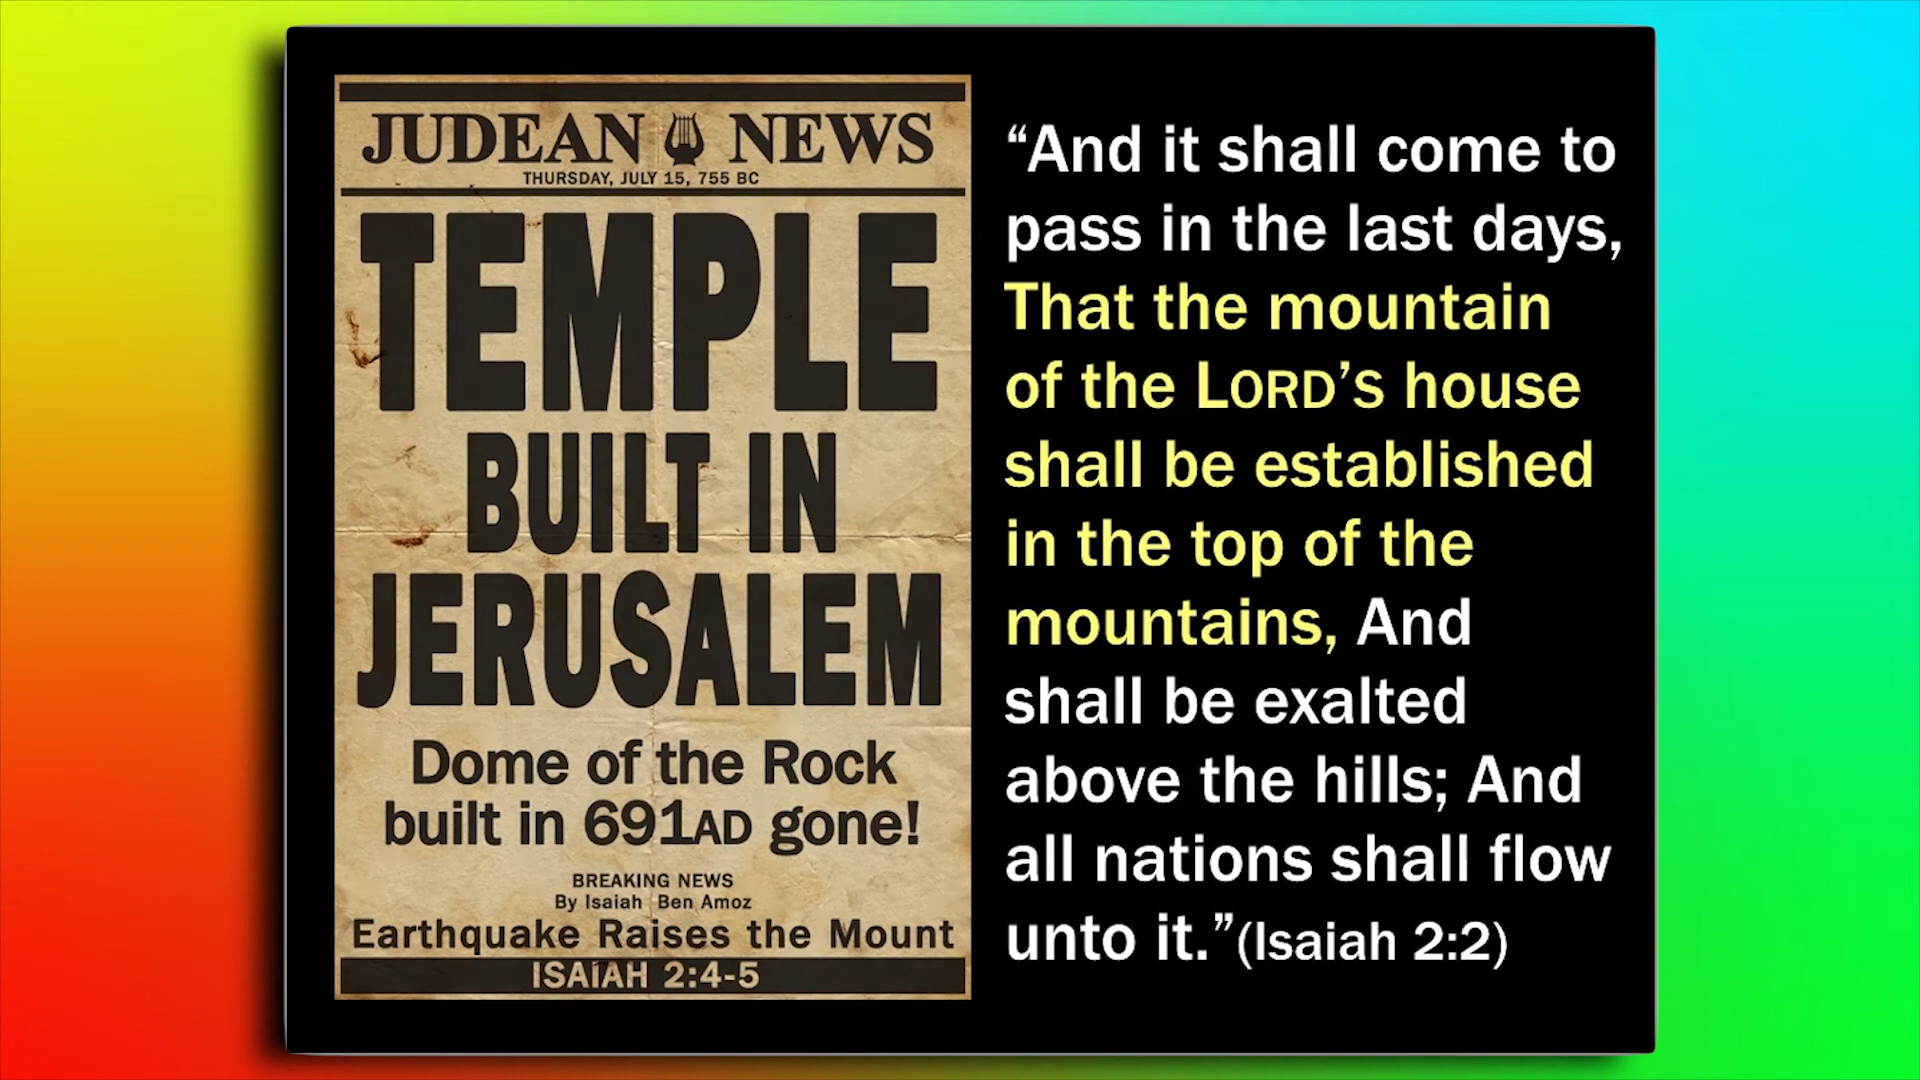 JUDEAN NEWS
THURSDAY, JULY 15, 755 BC
TEMPLE
BUILT IN
JERUSALEM
Dome of the Rock
built in 691AD gone!
BREAKING NEWS
By Isaiah Ben Amoz
Earthquake Raises the Mount
ISAIAH 2:4-5
“And it shall come to
pass in the last days,
That the mountain
of the LORD’S house
shall be established
in the top of the
mountains, And
shall be exalted
above the hills; And
all nations shall flow
unto it.”(Isaiah 2:2)